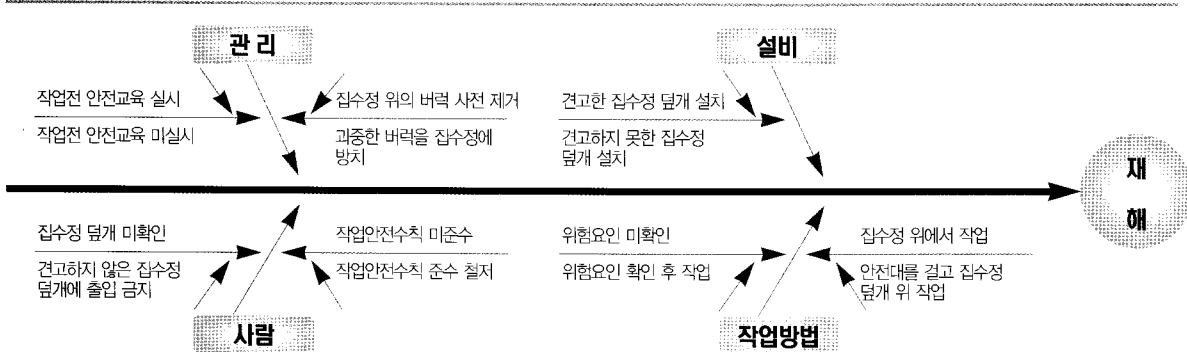 관 리
설비
작업전 안전교육 실시
작업전 안전교육 미실시
집수정 위의 버럭 사전 제거
과중한 버럭을 집수정에
방치
견고한 집수정 덮개 설치
견고하지 못한 집수정
덮개 설치
재
해
집수정 덮개 미확인
견고하지 않은 집수정
덮개에 출입 금지
작업안전수칙 미준수
작업안전수칙 준수 철저
위험요인 미확인
위험요인 확인 후 작업
집수정 위에서 작업
안전대를 걸고 집수정
덮개 위 작업
사람
작업방법